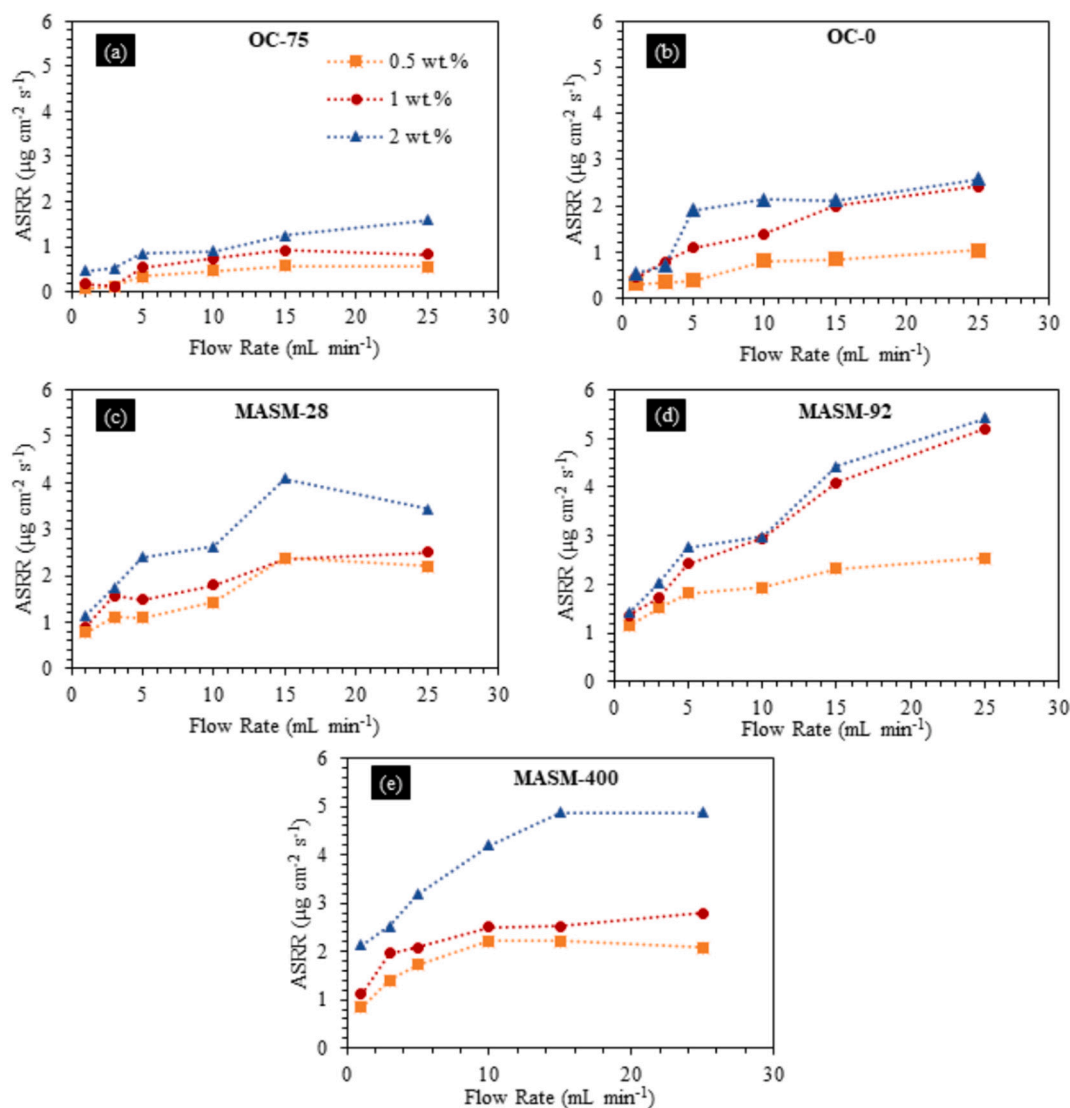 (a)
OC-75
0.5 wt.%
1 wt.%
2 wt.%
6
5
4
3
2
1
0
ASRR (µg cm-2 s-1)
0 5 10 15 20 25 30
Flow Rate (mL min-1)
(b)
OC-0
6
5
4
3
2
1
0
ASRR (µg cm-2 s-1)
0 5 10 15 20 25 30
Flow Rate (mL min-1)
(c)
MASM-28
6
5
4
3
2
1
0
ASRR (µg cm-2 s-1)
0 5 10 15 20 25 30
Flow Rate (mL min-1)
(d)
MASM-92
6
5
4
3
2
1
0
ASRR (µg cm-2 s-1)
0 5 10 15 20 25 30
Flow Rate (mL min-1)
(e)
MASM-400
6
5
4
3
2
1
0
ASRR (µg cm-2 s-1)
0 10 20 30
Flow Rate (mL min-1)